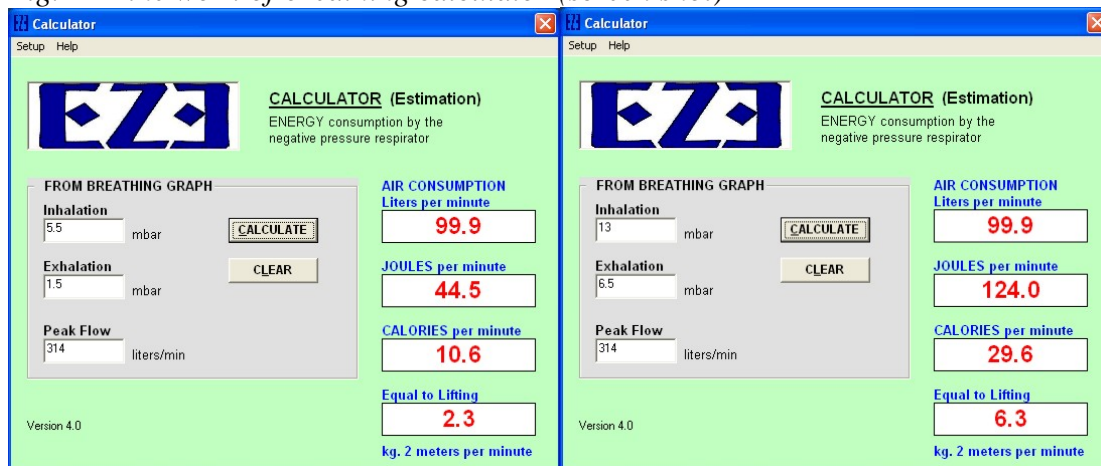 Calculator
Setup Help
EZE
CALCULATOR (Estimation)
ENERGY consumption by the
negative pressure respirator
FROM BREATHING GRAPH
Inhalation
5.5 mbar
CALCULATE
Exhalation
1.5 mbar
CLEAR
Peak Flow
314 liters/min
AIR CONSUMPTION
Liters per minute
99.9
JOULES per minute
44.5
CALORIES per minute
10.6
Equal to Lifting
2.3
kg. 2 meters per minute
Version 4.0
Calculator
Setup Help
EZE
CALCULATOR (Estimation)
ENERGY consumption by the
negative pressure respirator
FROM BREATHING GRAPH
Inhalation
13 mbar
CALCULATE
Exhalation
6.5 mbar
CLEAR
Peak Flow
314 liters/min
AIR CONSUMPTION
Liters per minute
99.9
JOULES per minute
124.0
CALORIES per minute
29.6
Equal to Lifting
6.3
kg. 2 meters per minute
Version 4.0